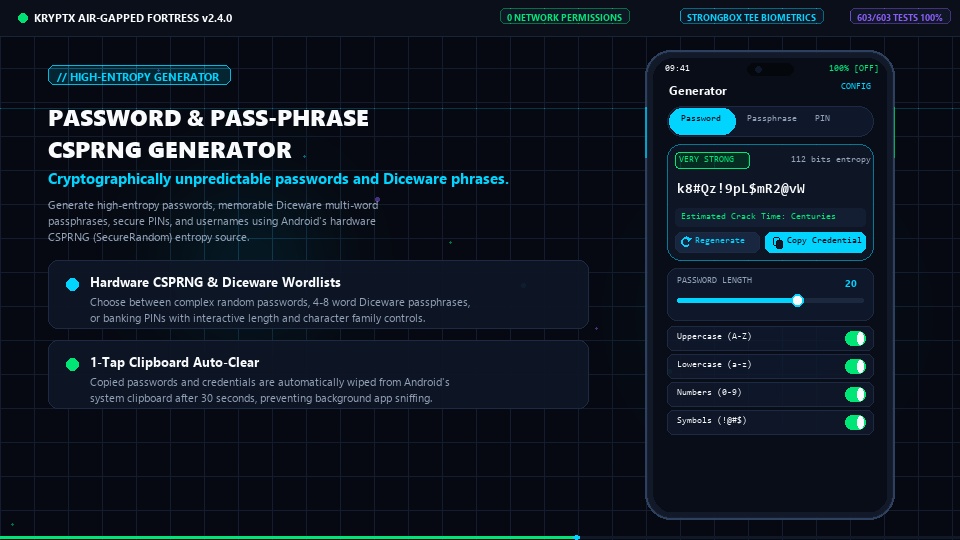 KRYPTX AIR-GAPPED FORTRESS v2.4.0
0 NETWORK PERMISSIONS
STRONGBOX TEE BIOMETRICS
603/603 TESTS 100%
// HIGH-ENTROPY GENERATOR
PASSWORD & PASS-PHRASE
CSPRNG GENERATOR
Cryptographically unpredictable passwords and Diceware phrases.
Generate high-entropy passwords, memorable Diceware multi-word
passphrases, secure PINs, and usernames using Android's hardware
CSPRNG (SecureRandom) entropy source.
Hardware CSPRNG & Diceware Wordlists
Choose between complex random passwords, 4-8 word Diceware passphrases,
or banking PINs with interactive length and character family controls.
1-Tap Clipboard Auto-Clear
Copied passwords and credentials are automatically wiped from Android's
system clipboard after 30 seconds, preventing background app sniffing.
09:41
100% [OFF]
Generator
CONFIG
Password
Passphrase
PIN
VERY STRONG
112 bits entropy
k8#Qz!9pL$mR2@vW
Estimated Crack Time: Centuries
Regenerate
Copy Credential
PASSWORD LENGTH
20
Uppercase (A-Z)
Lowercase (a-z)
Numbers (0-9)
Symbols (!@#$)